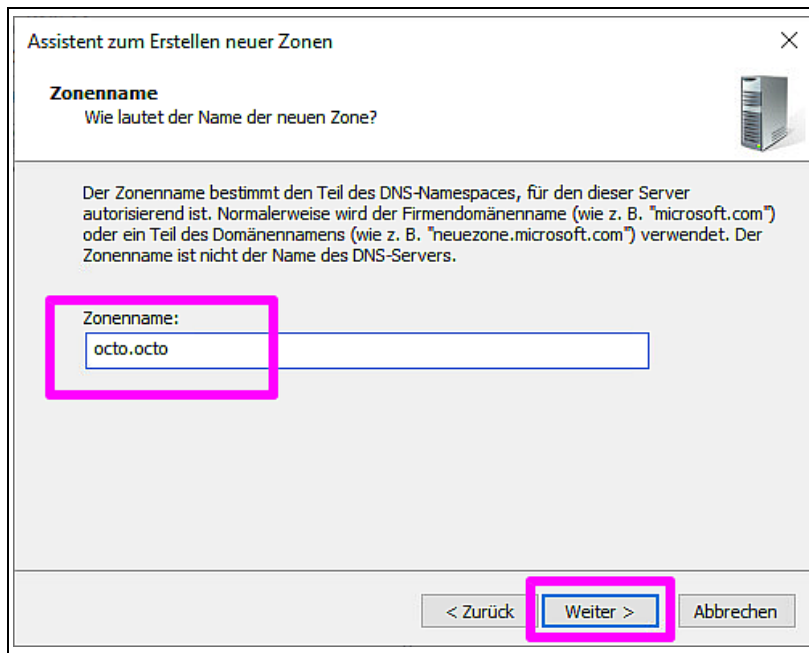 Assistent zum Erstellen neuer Zonen
Zonenname
Wie lautet der Name der neuen Zone?
Der Zonenname bestimmt den Teil des DNS-Namespaces, für den dieser Server
autorisierend ist. Normalerweise wird der Firmendomänenname (wie z. B. "microsoft.com")
oder ein Teil des Domänennamens (wie z. B. "neuezone.microsoft.com") verwendet. Der
Zonenname ist nicht der Name des DNS-Servers.
Zonenname:
octo.octo
< Zurück Weiter > Abbrechen